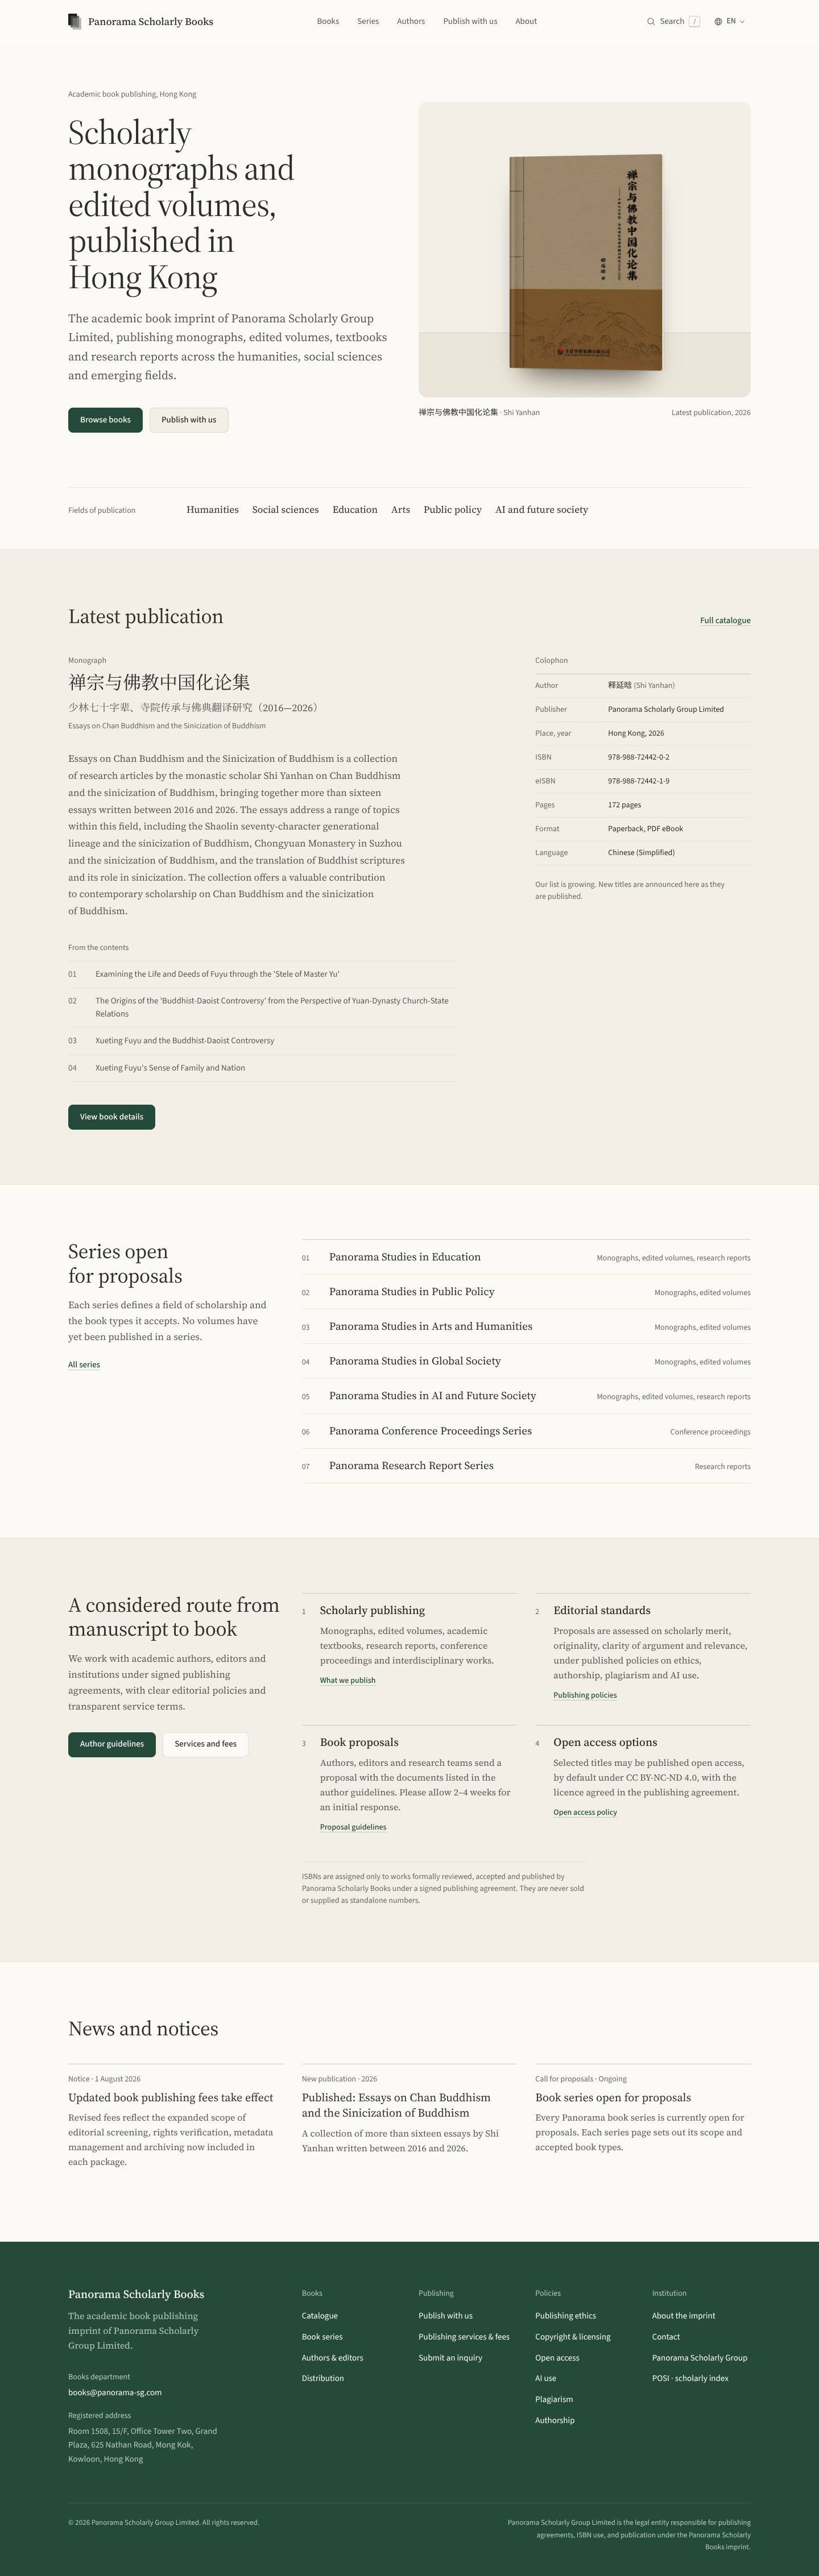 Panorama Scholarly Books
Books
Series
Authors
Publish with us
About
Search /
EN
Academic book publishing, Hong Kong
Scholarly
monographs and
edited volumes,
published in
Hong Kong
The academic book imprint of Panorama Scholarly Group
Limited, publishing monographs, edited volumes, textbooks
and research reports across the humanities, social sciences
and emerging fields.
Browse books
Publish with us
禅宗与佛教中国化论集
禅宗与佛教中国化论集 · Shi Yanhan
Latest publication, 2026
Fields of publication
Humanities
Social sciences
Education
Arts
Public policy
AI and future society
Latest publication
Full catalogue
Monograph
禅宗与佛教中国化论集
少林七十字辈、寺院传承与佛典翻译研究（2016—2026）
Essays on Chan Buddhism and the Sinicization of Buddhism
Essays on Chan Buddhism and the Sinicization of Buddhism is a collection
of research articles by the monastic scholar Shi Yanhan on Chan Buddhism
and the sinicization of Buddhism, bringing together more than sixteen
essays written between 2016 and 2026. The essays address a range of topics
within this field, including the Shaolin seventy-character generational
lineage and the sinicization of Buddhism, Chongyuan Monastery in Suzhou
and the sinicization of Buddhism, and the translation of Buddhist scriptures
and its role in sinicization. The collection offers a valuable contribution
to contemporary scholarship on Chan Buddhism and the sinicization
of Buddhism.
From the contents
01 Examining the Life and Deeds of Fuyu through the 'Stele of Master Yu'
02 The Origins of the 'Buddhist-Daoist Controversy' from the Perspective of Yuan-Dynasty Church-State
Relations
03 Xueting Fuyu and the Buddhist-Daoist Controversy
04 Xueting Fuyu's Sense of Family and Nation
View book details
Colophon
Author 释延晗 (Shi Yanhan)
Publisher Panorama Scholarly Group Limited
Place, year Hong Kong, 2026
ISBN 978-988-72442-0-2
eISBN 978-988-72442-1-9
Pages 172 pages
Format Paperback, PDF eBook
Language Chinese (Simplified)
Our list is growing. New titles are announced here as they
are published.
Series open
for proposals
Each series defines a field of scholarship and
the book types it accepts. No volumes have
yet been published in a series.
All series
01 Panorama Studies in Education Monographs, edited volumes, research reports
02 Panorama Studies in Public Policy Monographs, edited volumes
03 Panorama Studies in Arts and Humanities Monographs, edited volumes
04 Panorama Studies in Global Society Monographs, edited volumes
05 Panorama Studies in AI and Future Society Monographs, edited volumes, research reports
06 Panorama Conference Proceedings Series Conference proceedings
07 Panorama Research Report Series Research reports
A considered route from
manuscript to book
We work with academic authors, editors and
institutions under signed publishing
agreements, with clear editorial policies and
transparent service terms.
Author guidelines
Services and fees
1 Scholarly publishing
Monographs, edited volumes, academic
textbooks, research reports, conference
proceedings and interdisciplinary works.
What we publish
2 Editorial standards
Proposals are assessed on scholarly merit,
originality, clarity of argument and relevance,
under published policies on ethics,
authorship, plagiarism and AI use.
Publishing policies
3 Book proposals
Authors, editors and research teams send a
proposal with the documents listed in the
author guidelines. Please allow 2–4 weeks for
an initial response.
Proposal guidelines
4 Open access options
Selected titles may be published open access,
by default under CC BY-NC-ND 4.0, with the
licence agreed in the publishing agreement.
Open access policy
ISBNs are assigned only to works formally reviewed, accepted and published by
Panorama Scholarly Books under a signed publishing agreement. They are never sold
or supplied as standalone numbers.
News and notices
Notice · 1 August 2026
Updated book publishing fees take effect
Revised fees reflect the expanded scope of
editorial screening, rights verification, metadata
management and archiving now included in
each package.
New publication · 2026
Published: Essays on Chan Buddhism
and the Sinicization of Buddhism
A collection of more than sixteen essays by Shi
Yanhan written between 2016 and 2026.
Call for proposals · Ongoing
Book series open for proposals
Every Panorama book series is currently open for
proposals. Each series page sets out its scope and
accepted book types.
Panorama Scholarly Books
The academic book publishing
imprint of Panorama Scholarly
Group Limited.
Books department
books@panorama-sg.com
Registered address
Room 1508, 15/F, Office Tower Two, Grand
Plaza, 625 Nathan Road, Mong Kok,
Kowloon, Hong Kong
Books
Catalogue
Book series
Authors & editors
Distribution
Publishing
Publish with us
Publishing services & fees
Submit an inquiry
Policies
Publishing ethics
Copyright & licensing
Open access
AI use
Plagiarism
Authorship
Institution
About the imprint
Contact
Panorama Scholarly Group
POSI · scholarly index
© 2026 Panorama Scholarly Group Limited. All rights reserved.
Panorama Scholarly Group Limited is the legal entity responsible for publishing
agreements, ISBN use, and publication under the Panorama Scholarly
Books imprint.